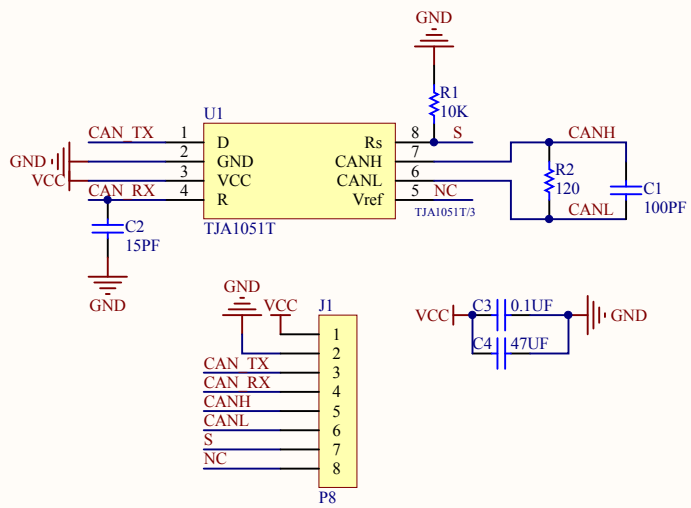 GND
R1
10K
U1
CAN_TX 1 D Rs 8 S
GND 2 GND CANH 7 CANH
VCC 3 VCC CANL 6
CAN_RX 4 R Vref 5 NC
TJA1051T
TJA1051T/3
R2
120
C1
100PF
CANL
C2
15PF
GND
GND
VCC
J1
1
2
CAN_TX 3
CAN_RX 4
CANH 5
CANL 6
S 7
NC 8
P8
VCC C3 0.1UF GND
C4 47UF